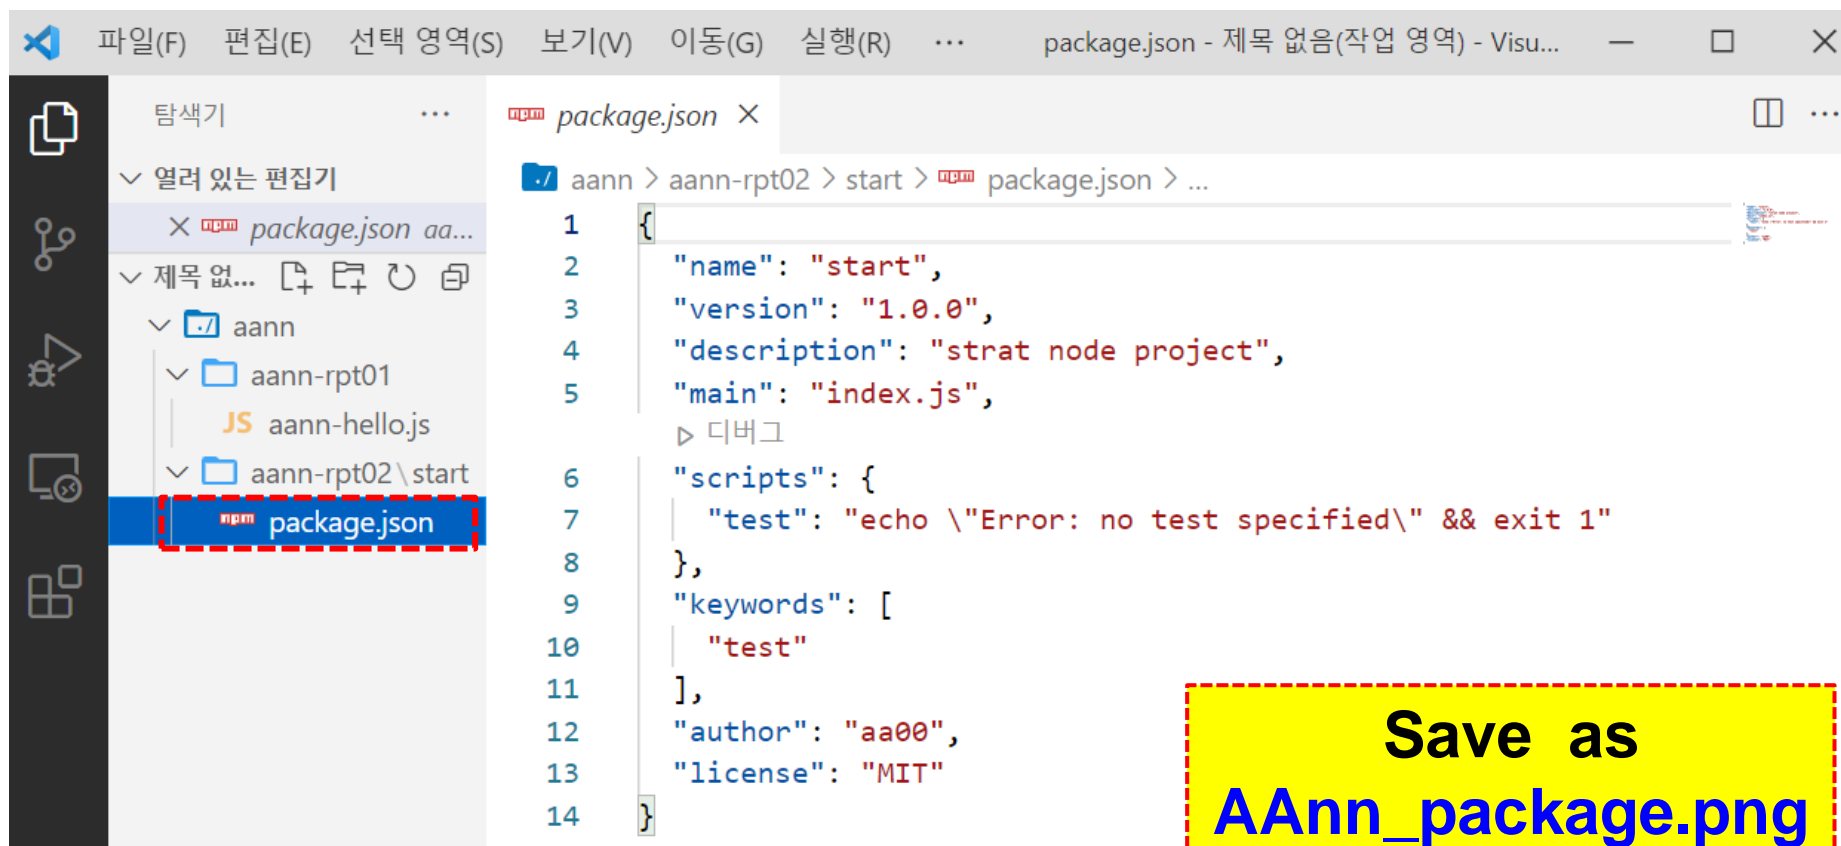 파일(F) 편집(E) 선택 영역(S) 보기(V) 이동(G) 실행(R) ··· package.json - 제목 없음(작업 영역) - Visu...
탐색기 ···
열려 있는 편집기
npm package.json aa...
제목 없...
aann
aann-rpt01
JS aann-hello.js
aann-rpt02\start
npm package.json
npm package.json
aann > aann-rpt02 > start > npm package.json > ...
1 {
2 "name": "start",
3 "version": "1.0.0",
4 "description": "strat node project",
5 "main": "index.js",
디버그
6 "scripts": {
7 "test": "echo \"Error: no test specified\" && exit 1"
8 },
9 "keywords": [
10 "test"
11 ],
12 "author": "aa00",
13 "license": "MIT"
14 }
Save as
AAnn_package.png